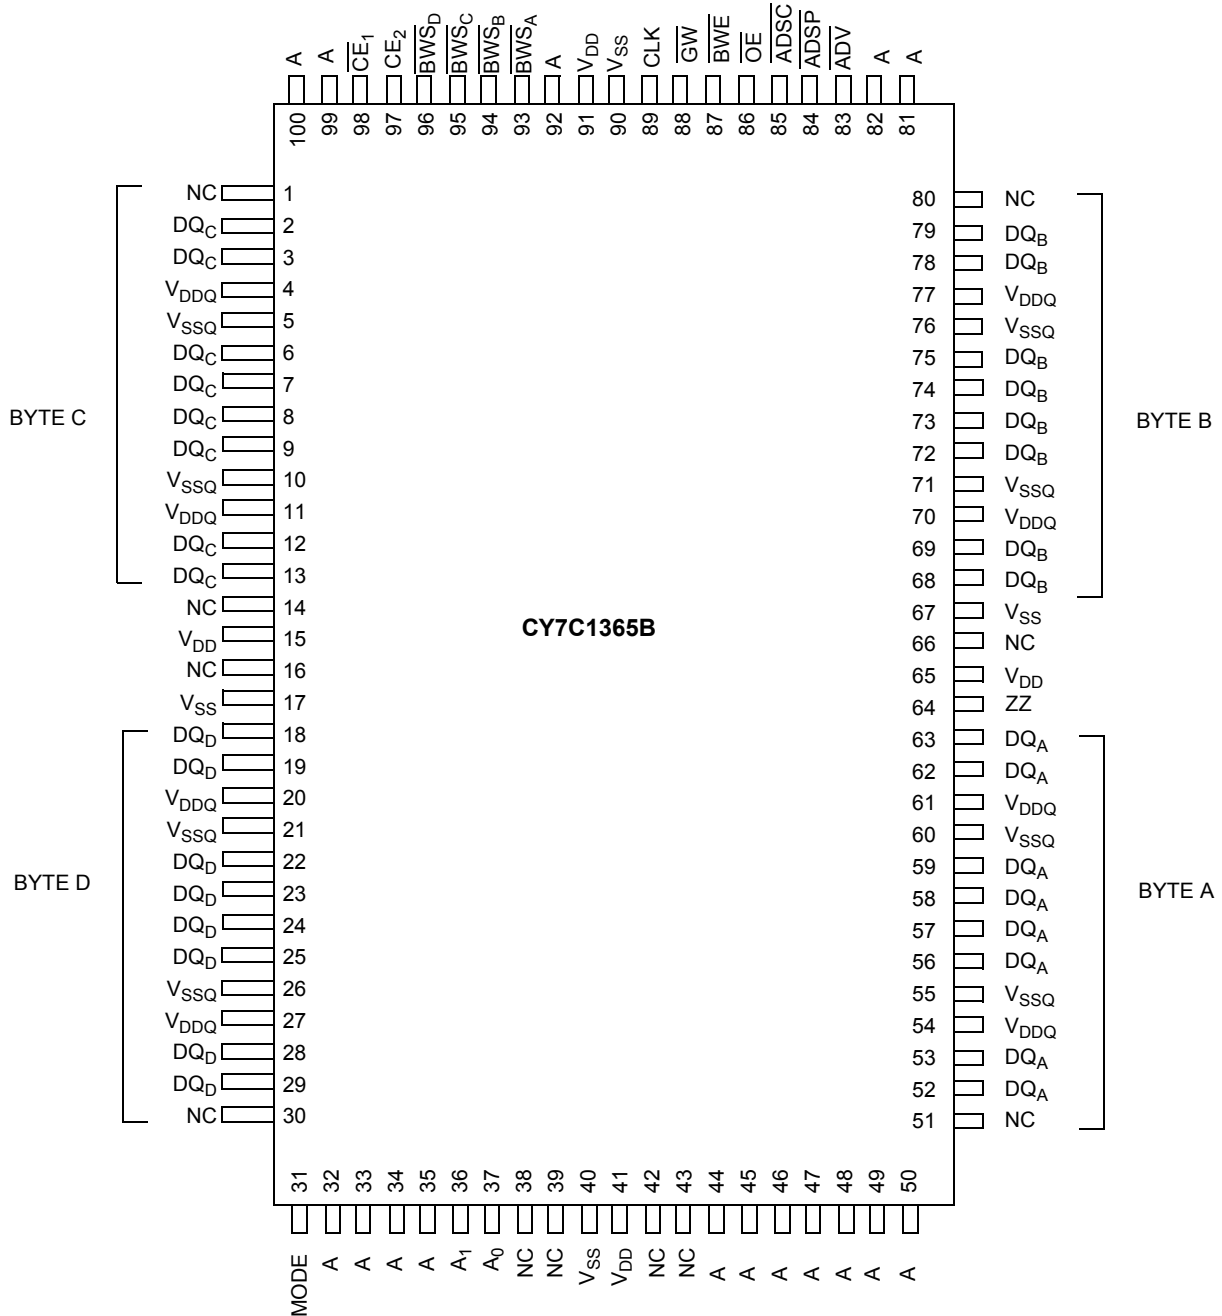 A A CE1 CE2 BWSD BWSC BWSB BWSA A VDD VSS CLK GW BWE OE ADSC ADSP ADV A A
100 99 98 97 96 95 94 93 92 91 90 89 88 87 86 85 84 83 82 81
NC 1
DQC 2
DQC 3
VDDQ 4
VSSQ 5
DQC 6
DQC 7
DQC 8
DQC 9
VSSQ 10
VDDQ 11
DQC 12
DQC 13
NC 14
VDD 15
NC 16
VSS 17
DQD 18
DQD 19
VDDQ 20
VSSQ 21
DQD 22
DQD 23
DQD 24
DQD 25
VSSQ 26
VDDQ 27
DQD 28
DQD 29
NC 30
BYTE C
BYTE D
CY7C1365B
80 NC
79 DQB
78 DQB
77 VDDQ
76 VSSQ
75 DQB
74 DQB
73 DQB
72 DQB
71 VSSQ
70 VDDQ
69 DQB
68 DQB
67 VSS
66 NC
65 VDD
64 ZZ
63 DQA
62 DQA
61 VDDQ
60 VSSQ
59 DQA
58 DQA
57 DQA
56 DQA
55 VSSQ
54 VDDQ
53 DQA
52 DQA
51 NC
BYTE B
BYTE A
31 32 33 34 35 36 37 38 39 40 41 42 43 44 45 46 47 48 49 50
MODE A A A A A1 A0 NC NC VSS VDD NC NC A A A A A A A